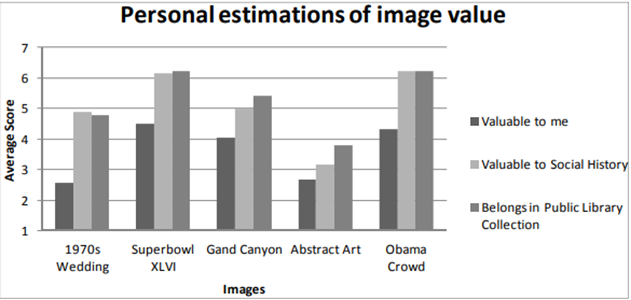 Personal estimations of image value
7
6
5
4
3
2
1
Average Score
1970s Wedding
Superbowl XLVI
Gand Canyon
Abstract Art
Obama Crowd
Images
Valuable to me
Valuable to Social History
Belongs in Public Library
Collection